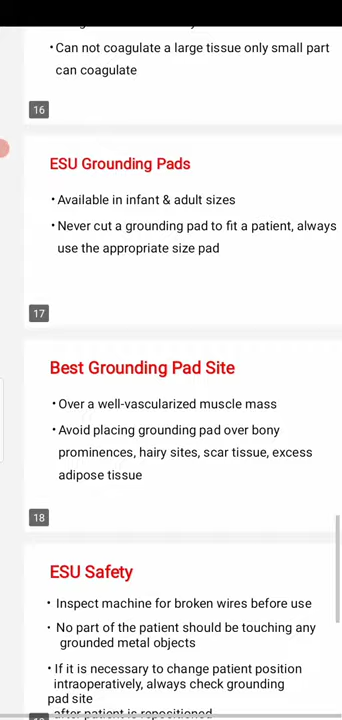 • Can not coagulate a large tissue only small part
can coagulate
16
ESU Grounding Pads
• Available in infant & adult sizes
• Never cut a grounding pad to fit a patient, always
use the appropriate size pad
17
Best Grounding Pad Site
• Over a well-vascularized muscle mass
• Avoid placing grounding pad over bony
prominences, hairy sites, scar tissue, excess
adipose tissue
18
ESU Safety
• Inspect machine for broken wires before use
• No part of the patient should be touching any
grounded metal objects
• If it is necessary to change patient position
intraoperatively, always check grounding
pad site
after patient is repositioned